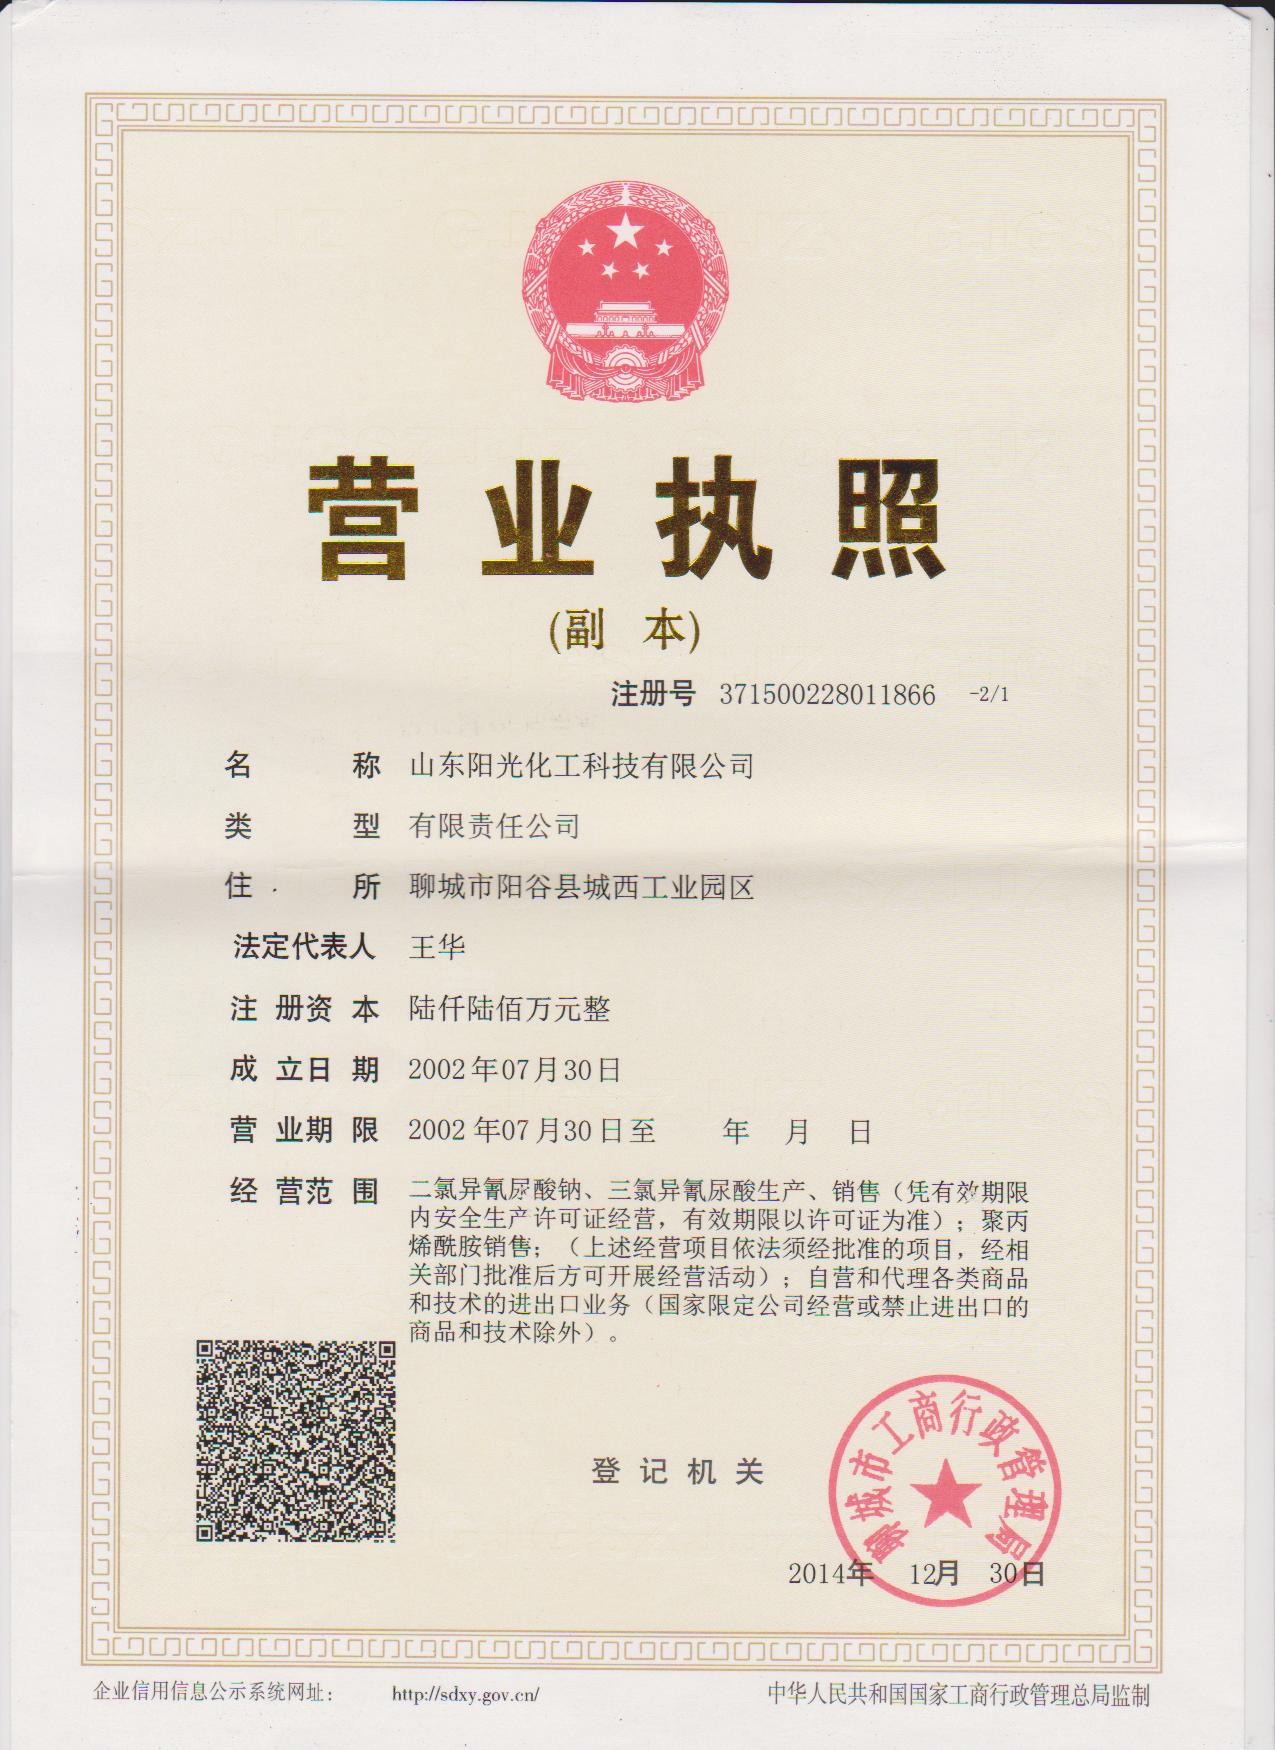 营业执照
(副 本)
注册号 371500228011866 -2/1
名 称 山东阳光化工科技有限公司
类 型 有限责任公司
住 所 聊城市阳谷县城西工业园区
法定代表人 王华
注册资本 陆仟陆佰万元整
成立日期 2002年07月30日
营业期限 2002年07月30日至 年 月 日
经营范围 二氯异氰尿酸钠、三氯异氰尿酸生产、销售（凭有效期限
内安全生产许可证经营，有效期限以许可证为准）；聚丙
烯酰胺销售；（上述经营项目依法须经批准的项目，经相
关部门批准后方可开展经营活动）；自营和代理各类商品
和技术的进出口业务（国家限定公司经营或禁止进出口的
商品和技术除外）。
登记机关
聊城市工商行政管理局
2014年 12月 30日
企业信用信息公示系统网址： http://sdxy.gov.cn/ 中华人民共和国国家工商行政管理总局监制